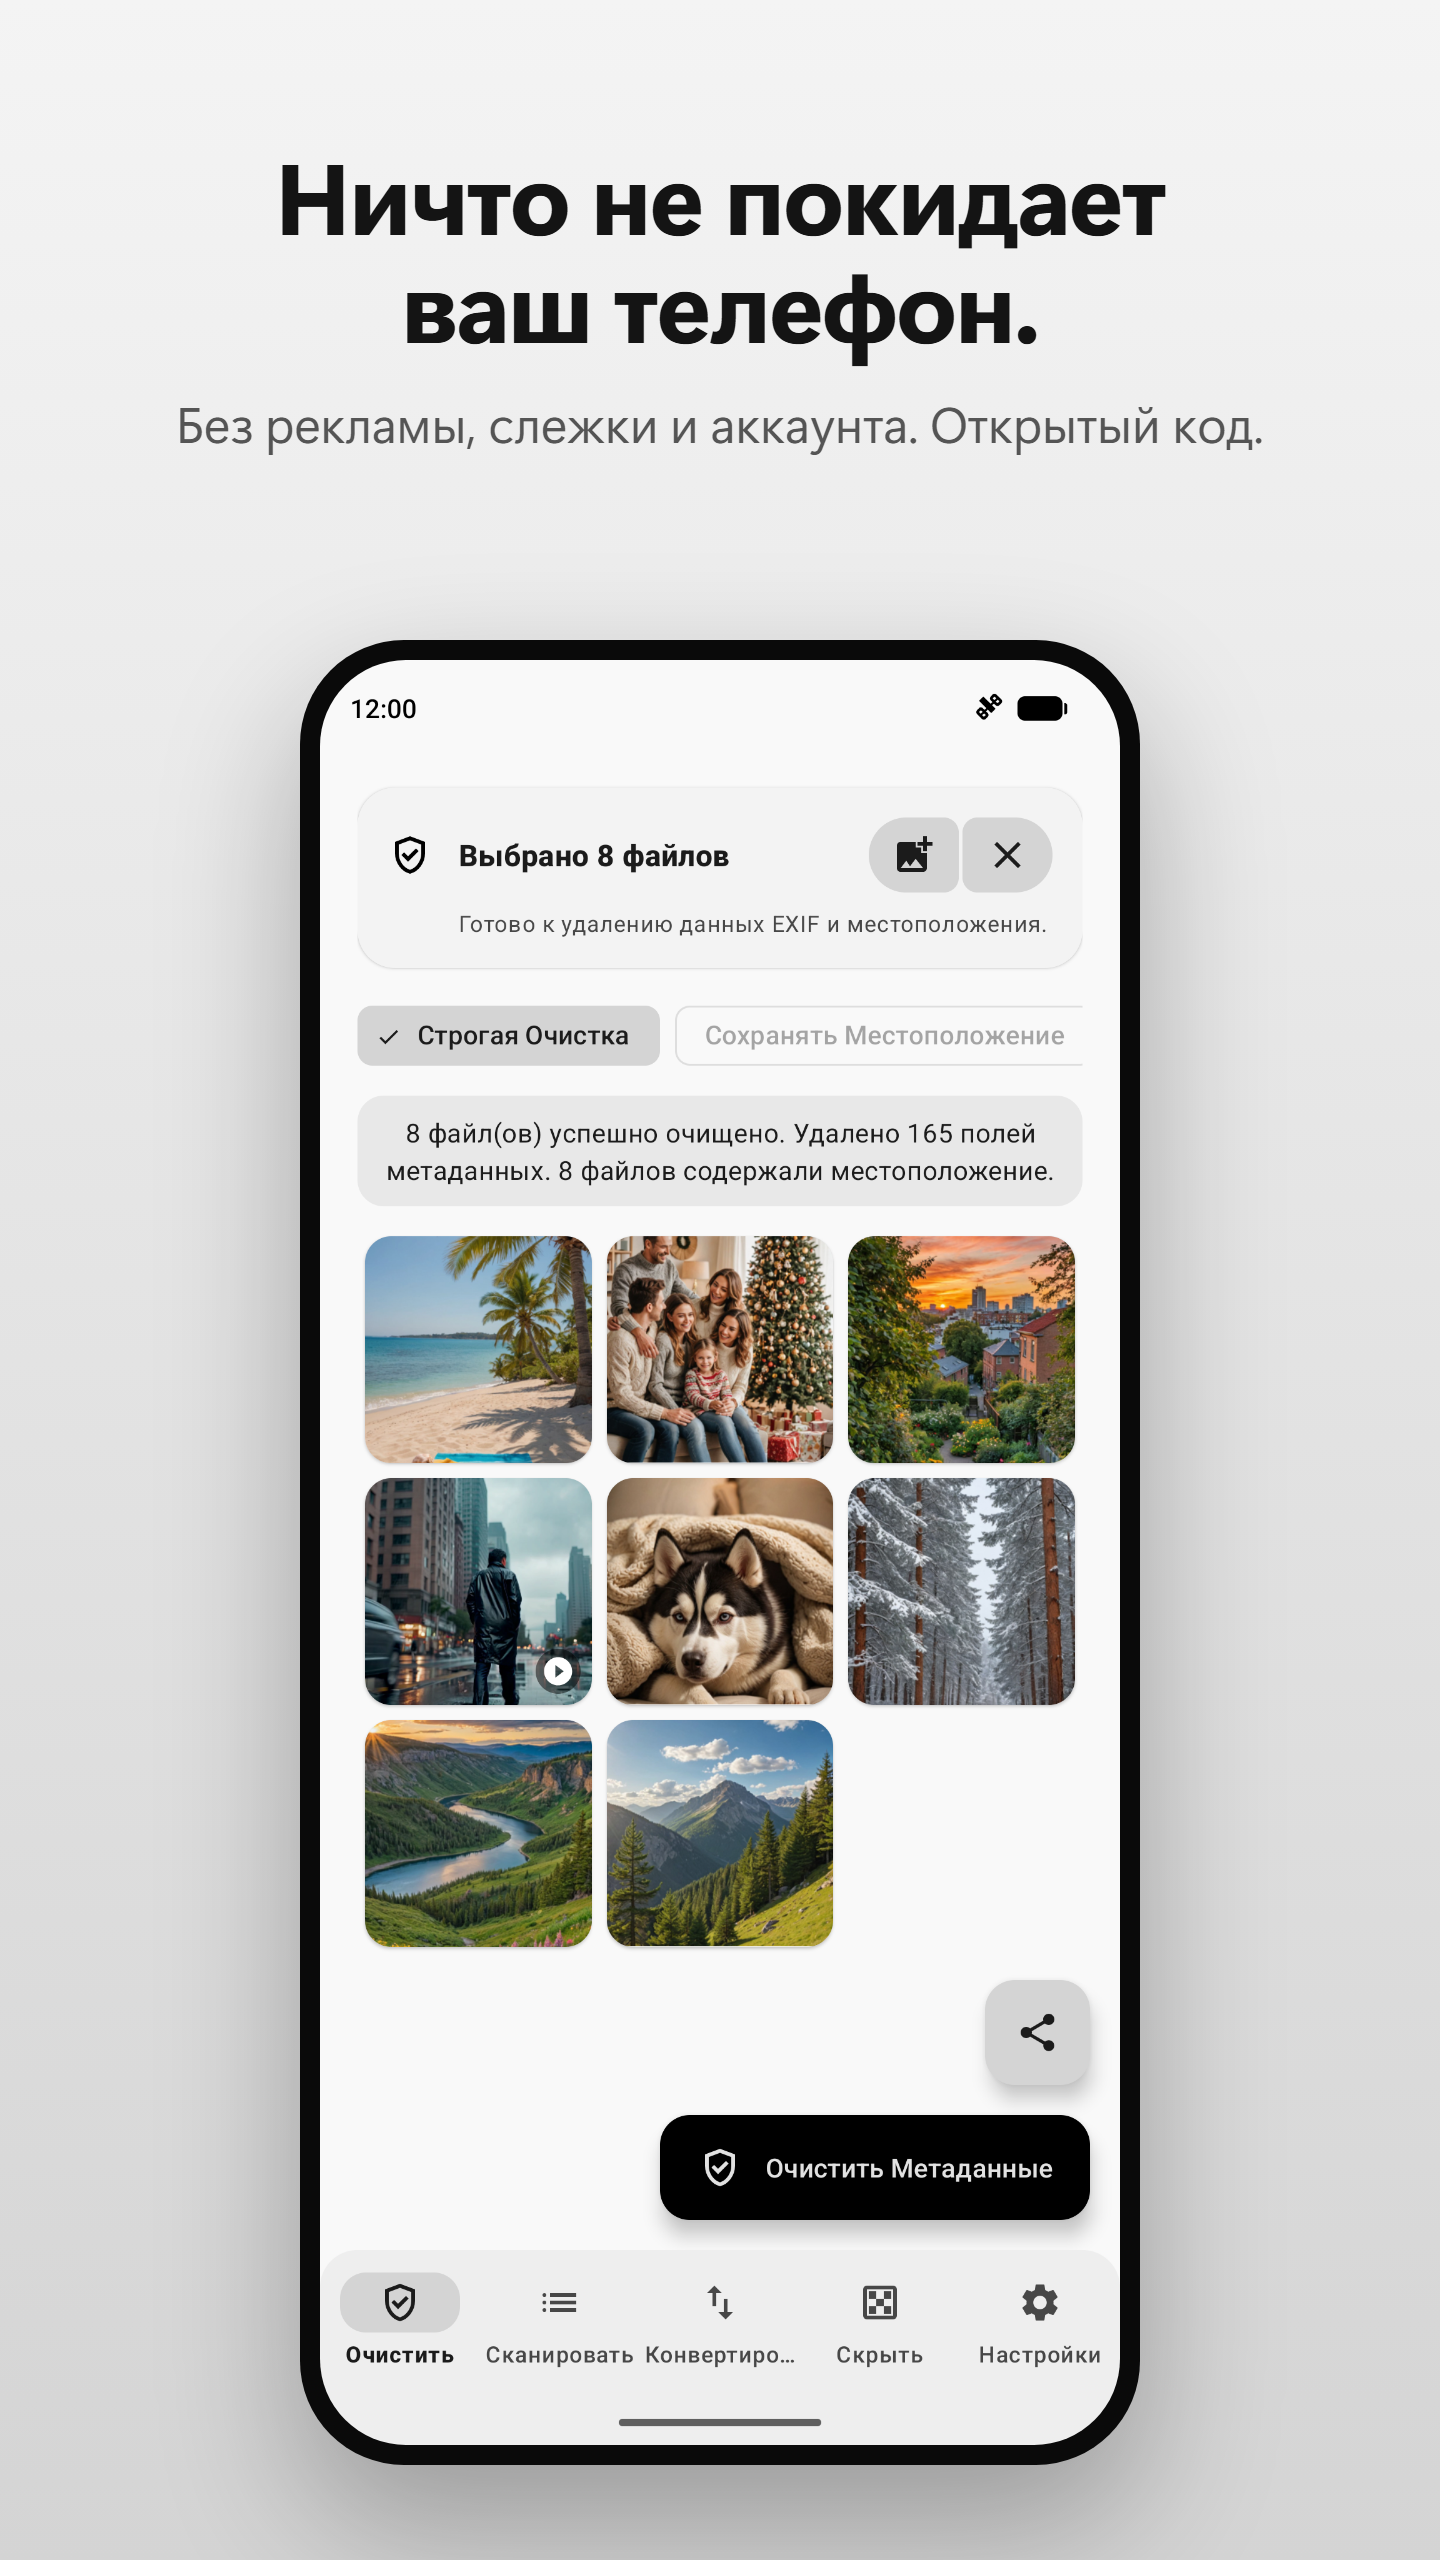 Ничто не покидает
ваш телефон.
Без рекламы, слежки и аккаунта. Открытый код.
12:00
Выбрано 8 файлов
Готово к удалению данных EXIF и местоположения.
Строгая Очистка
Сохранять Местоположение
8 файл(ов) успешно очищено. Удалено 165 полей
метаданных. 8 файлов содержали местоположение.
Очистить Метаданные
Очистить
Сканировать
Конвертиро...
Скрыть
Настройки